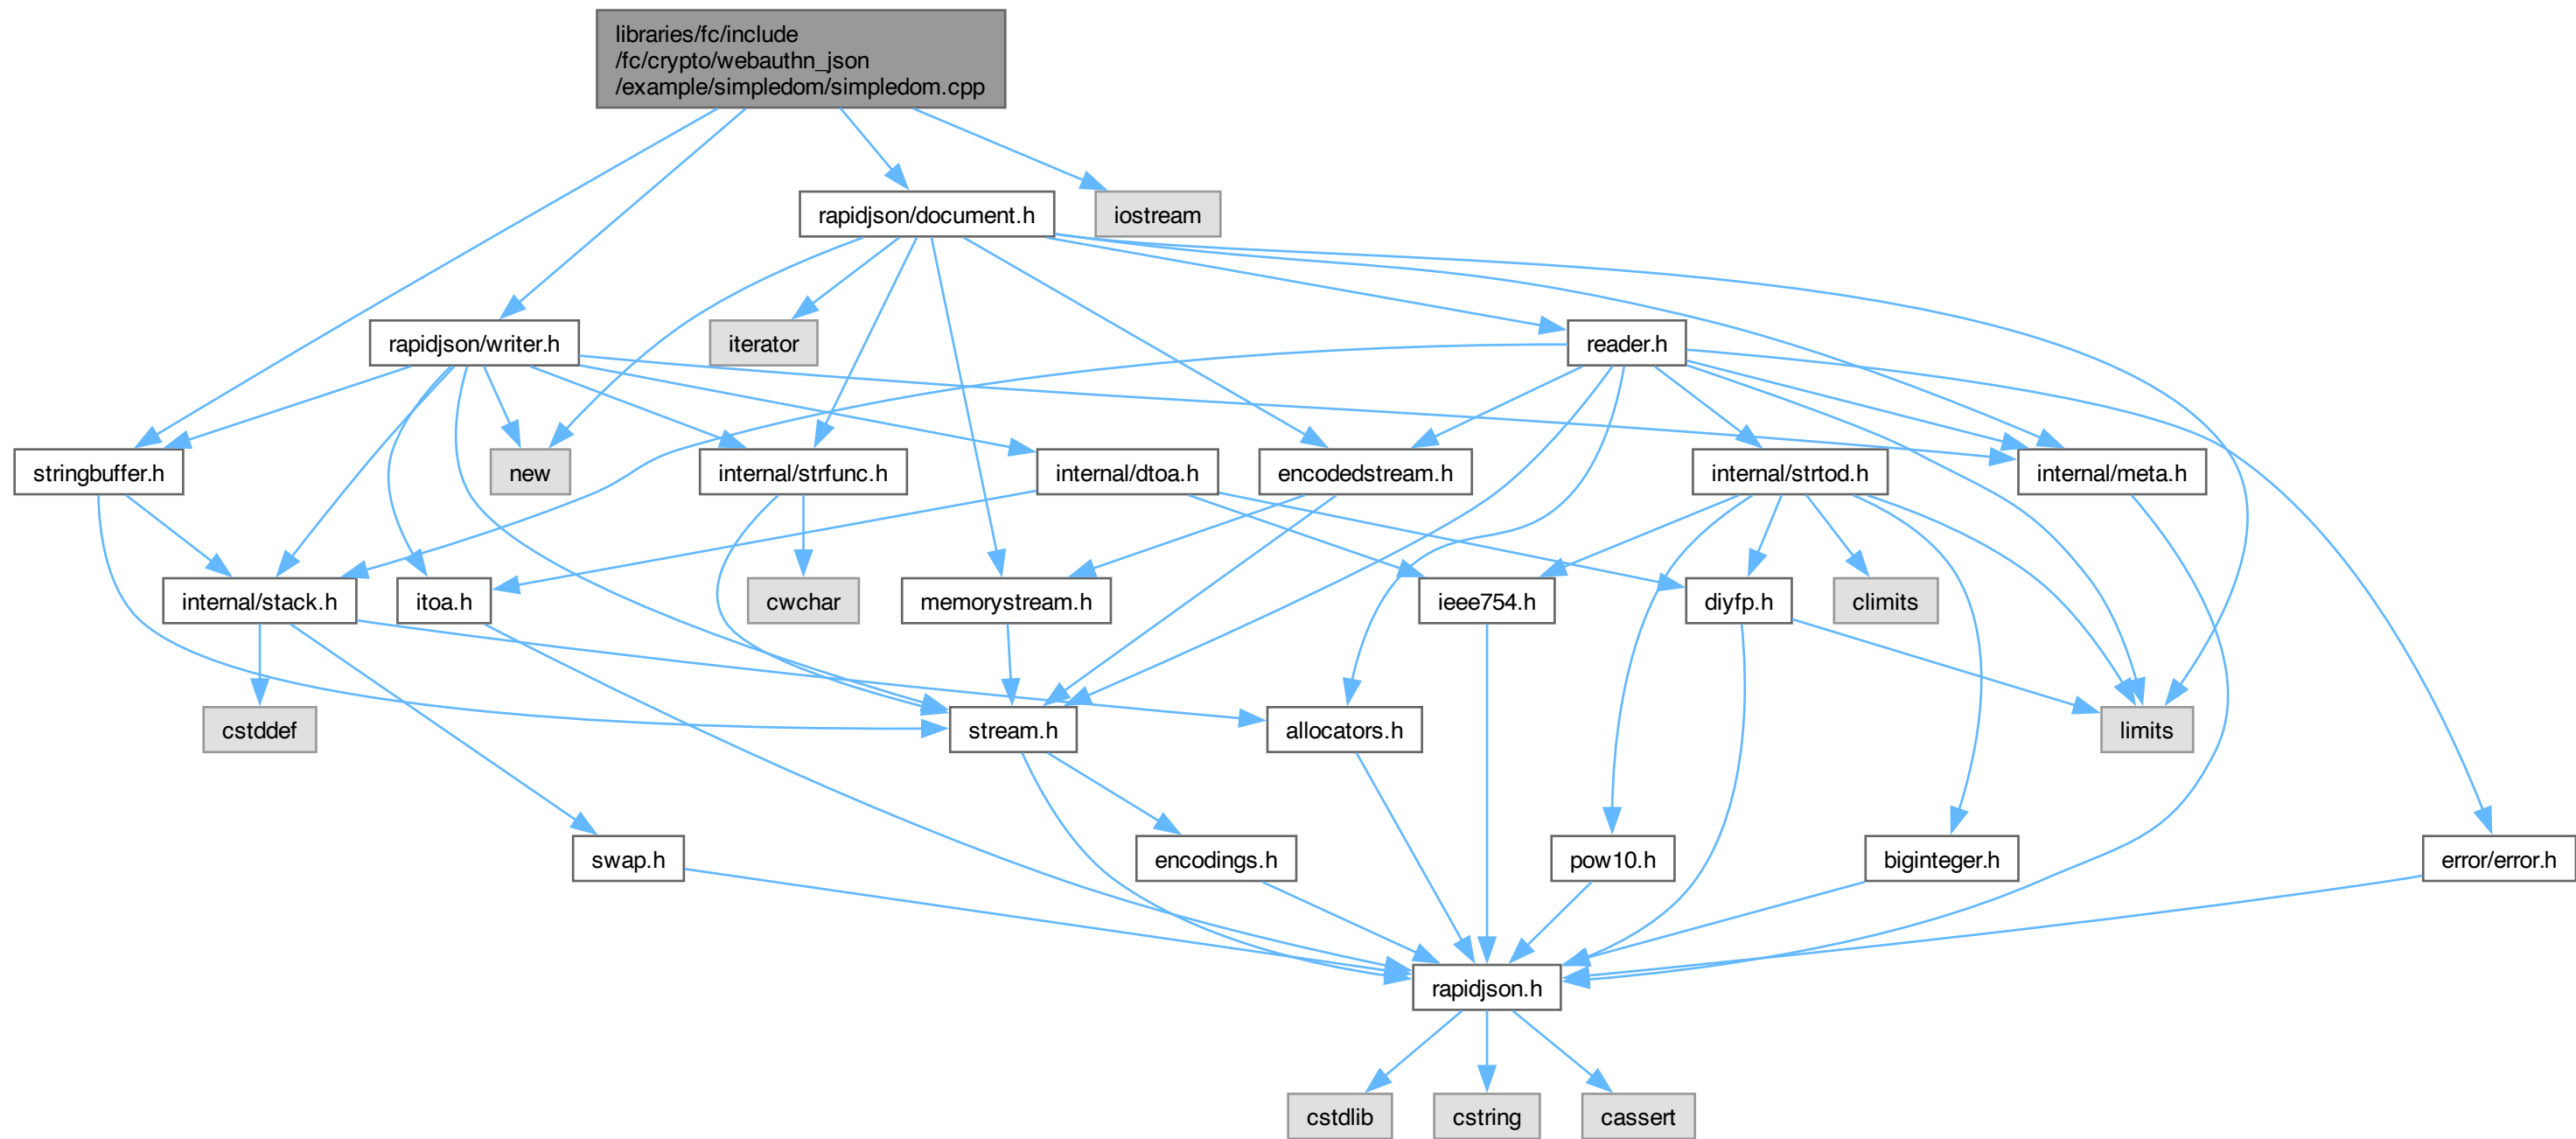 libraries/fc/include
/fc/crypto/webauthn_json
/example/simpledom/simpledom.cpp
rapidjson/document.h
iostream
rapidjson/writer.h
iterator
reader.h
stringbuffer.h
new
internal/strfunc.h
internal/dtoa.h
encodedstream.h
internal/strtod.h
internal/meta.h
internal/stack.h
itoa.h
cwchar
memorystream.h
ieee754.h
diyfp.h
climits
cstddef
stream.h
allocators.h
limits
swap.h
encodings.h
pow10.h
biginteger.h
error/error.h
rapidjson.h
cstdlib
cstring
cassert